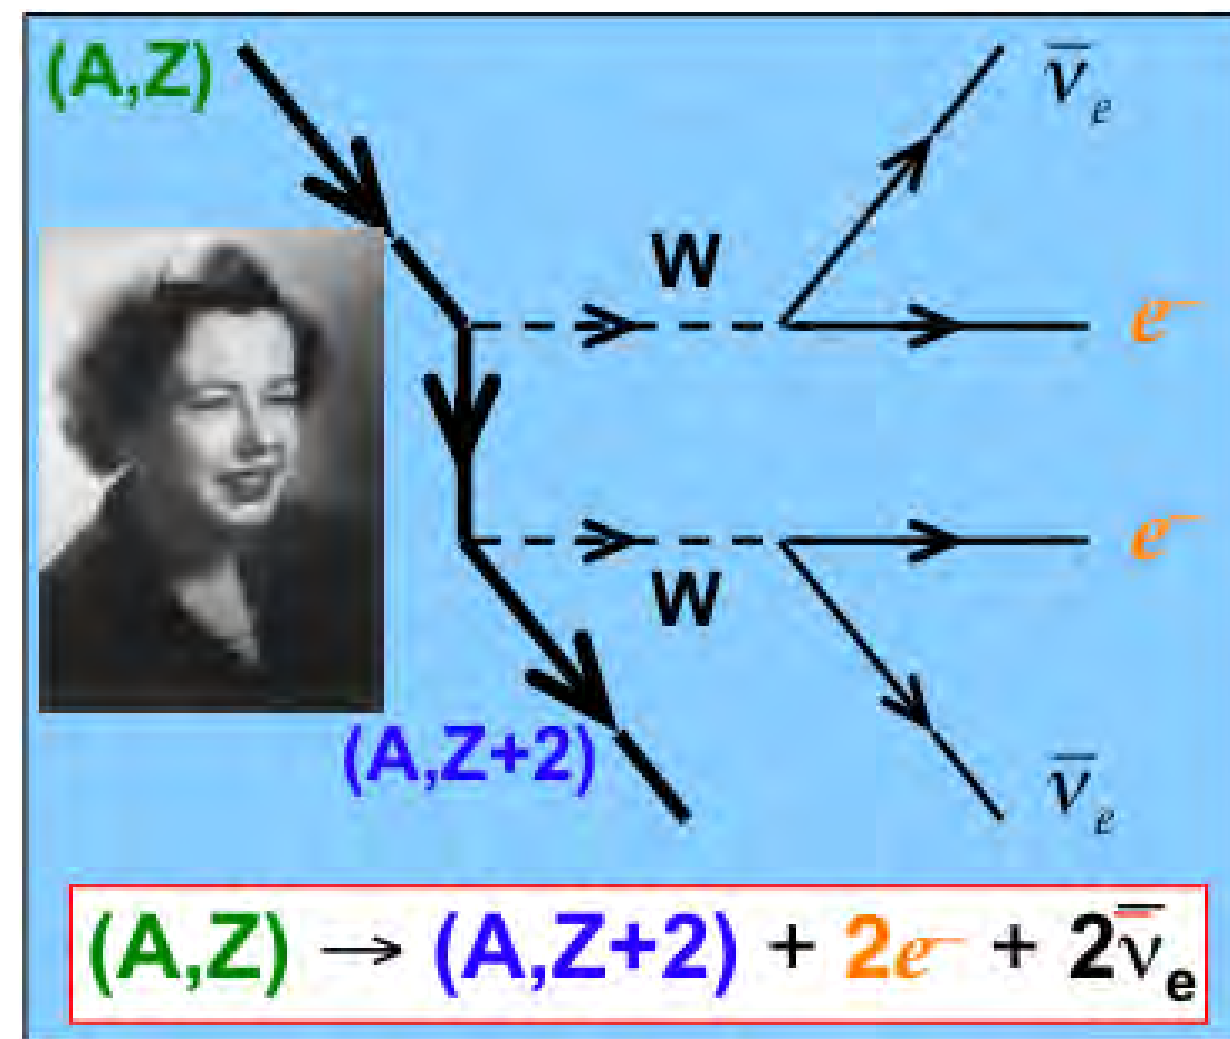 (A,Z)
ν̅e
W
e⁻
e⁻
W
(A,Z+2)
ν̅e
(A,Z) → (A,Z+2) + 2e⁻ + 2ν̅e